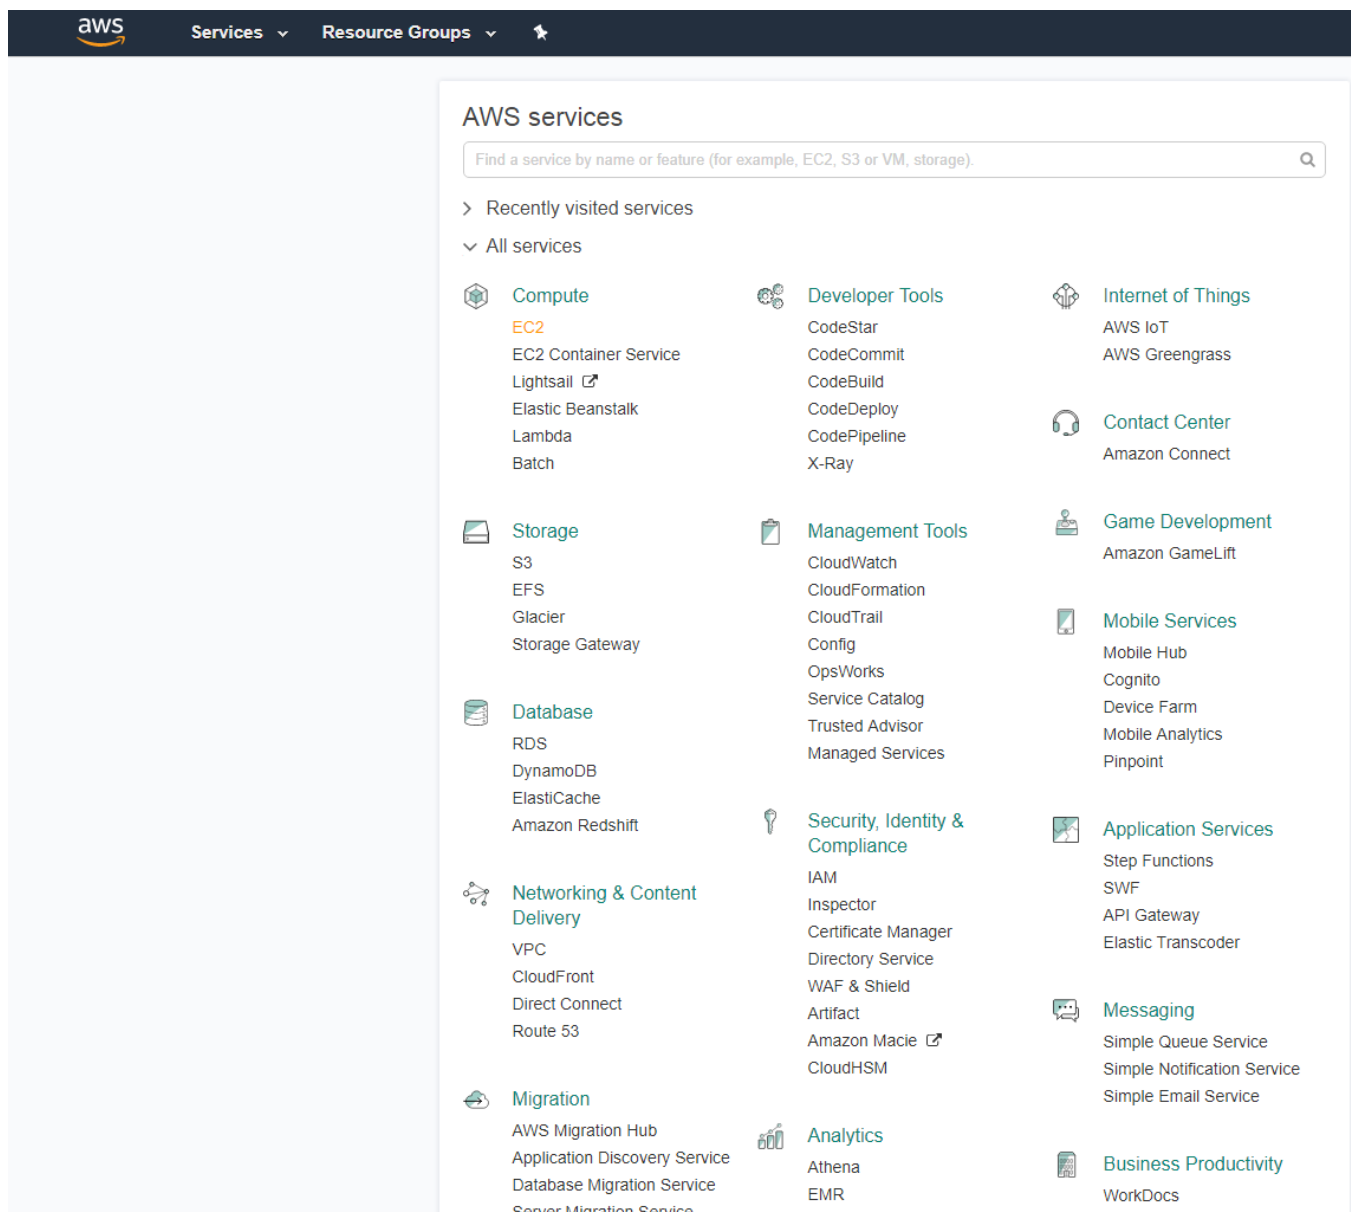 aws
Services
Resource Groups
AWS services
Find a service by name or feature (for example, EC2, S3 or VM, storage).
Recently visited services
All services
Compute
EC2
EC2 Container Service
Lightsail
Elastic Beanstalk
Lambda
Batch
Storage
S3
EFS
Glacier
Storage Gateway
Database
RDS
DynamoDB
ElastiCache
Amazon Redshift
Networking & Content
Delivery
VPC
CloudFront
Direct Connect
Route 53
Migration
AWS Migration Hub
Application Discovery Service
Database Migration Service
Server Migration Service
Developer Tools
CodeStar
CodeCommit
CodeBuild
CodeDeploy
CodePipeline
X-Ray
Management Tools
CloudWatch
CloudFormation
CloudTrail
Config
OpsWorks
Service Catalog
Trusted Advisor
Managed Services
Security, Identity &
Compliance
IAM
Inspector
Certificate Manager
Directory Service
WAF & Shield
Artifact
Amazon Macie
CloudHSM
Analytics
Athena
EMR
Internet of Things
AWS IoT
AWS Greengrass
Contact Center
Amazon Connect
Game Development
Amazon GameLift
Mobile Services
Mobile Hub
Cognito
Device Farm
Mobile Analytics
Pinpoint
Application Services
Step Functions
SWF
API Gateway
Elastic Transcoder
Messaging
Simple Queue Service
Simple Notification Service
Simple Email Service
Business Productivity
WorkDocs